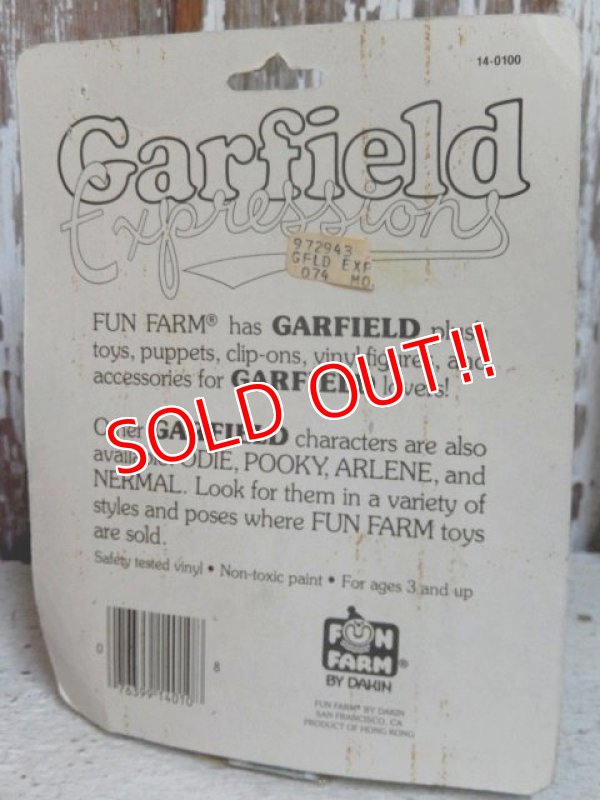 14-0100
Garfield
Expressions
972943
GFLD EXP
0.74 MO
FUN FARM® has GARFIELD plush
toys, puppets, clip-ons, vinyl figures, and
accessories for GARFIELD lovers!
SOLD OUT!!
Other GARFIELD characters are also
available: ODIE, POOKY, ARLENE, and
NERMAL. Look for them in a variety of
styles and poses where FUN FARM toys
are sold.
Safety tested vinyl • Non-toxic paint • For ages 3 and up
0 76399 14010 8
FUN
FARM®
BY DAKIN
FUN FARM® BY DAKIN
SAN FRANCISCO, CA
PRODUCT OF HONG KONG